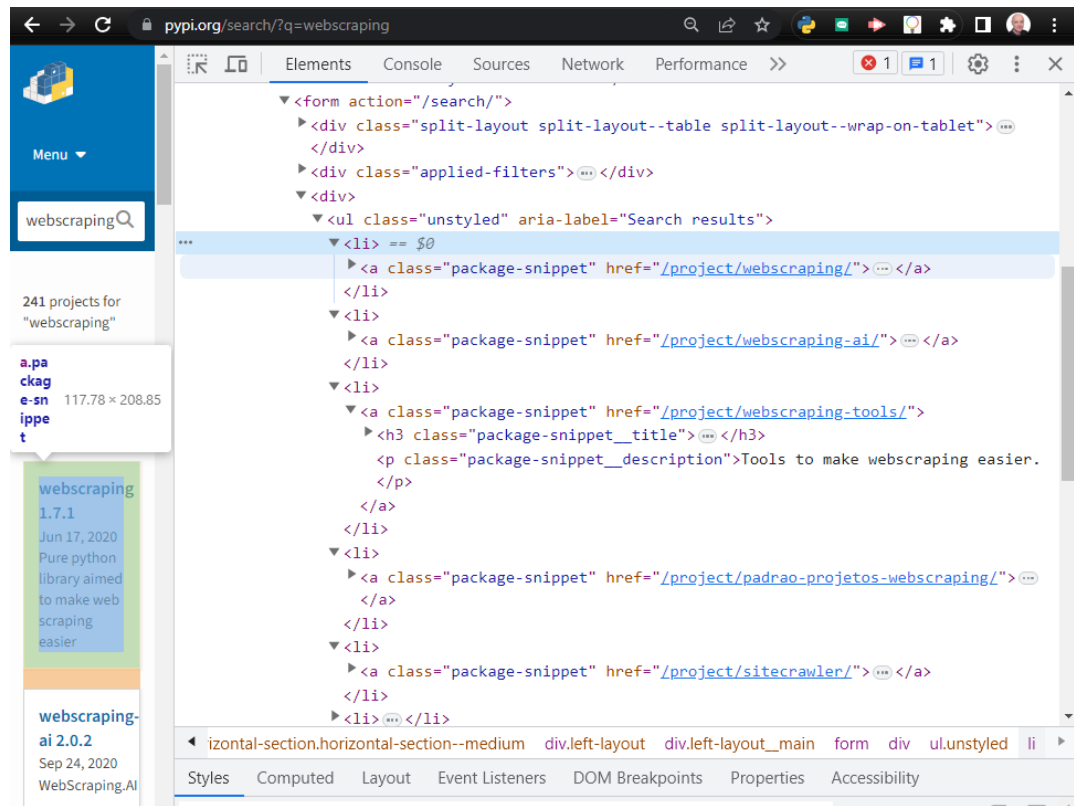 pypi.org/search/?q=webscraping
Elements Console Sources Network Performance 1 1
Menu
webscraping
241 projects for
"webscraping"
a.pa
ckag
e-sn
ippe
t
117.78 × 208.85
webscraping
1.7.1
Jun 17, 2020
Pure python
library aimed
to make web
scraping
easier
webscraping-
ai 2.0.2
Sep 24, 2020
WebScraping.AI
<form action="/search/">
<div class="split-layout split-layout--table split-layout--wrap-on-tablet">
</div>
<div class="applied-filters"></div>
<div>
<ul class="unstyled" aria-label="Search results">
<li> == $0
<a class="package-snippet" href="/project/webscraping/"></a>
</li>
<li>
<a class="package-snippet" href="/project/webscraping-ai/"></a>
</li>
<li>
<a class="package-snippet" href="/project/webscraping-tools/">
<h3 class="package-snippet__title"></h3>
<p class="package-snippet__description">Tools to make webscraping easier.
</p>
</a>
</li>
<li>
<a class="package-snippet" href="/project/padrao-projetos-webscraping/">
</a>
</li>
<li>
<a class="package-snippet" href="/project/sitecrawler/"></a>
</li>
<li></li>
rizontal-section.horizontal-section--medium div.left-layout div.left-layout__main form div ul.unstyled li
Styles Computed Layout Event Listeners DOM Breakpoints Properties Accessibility